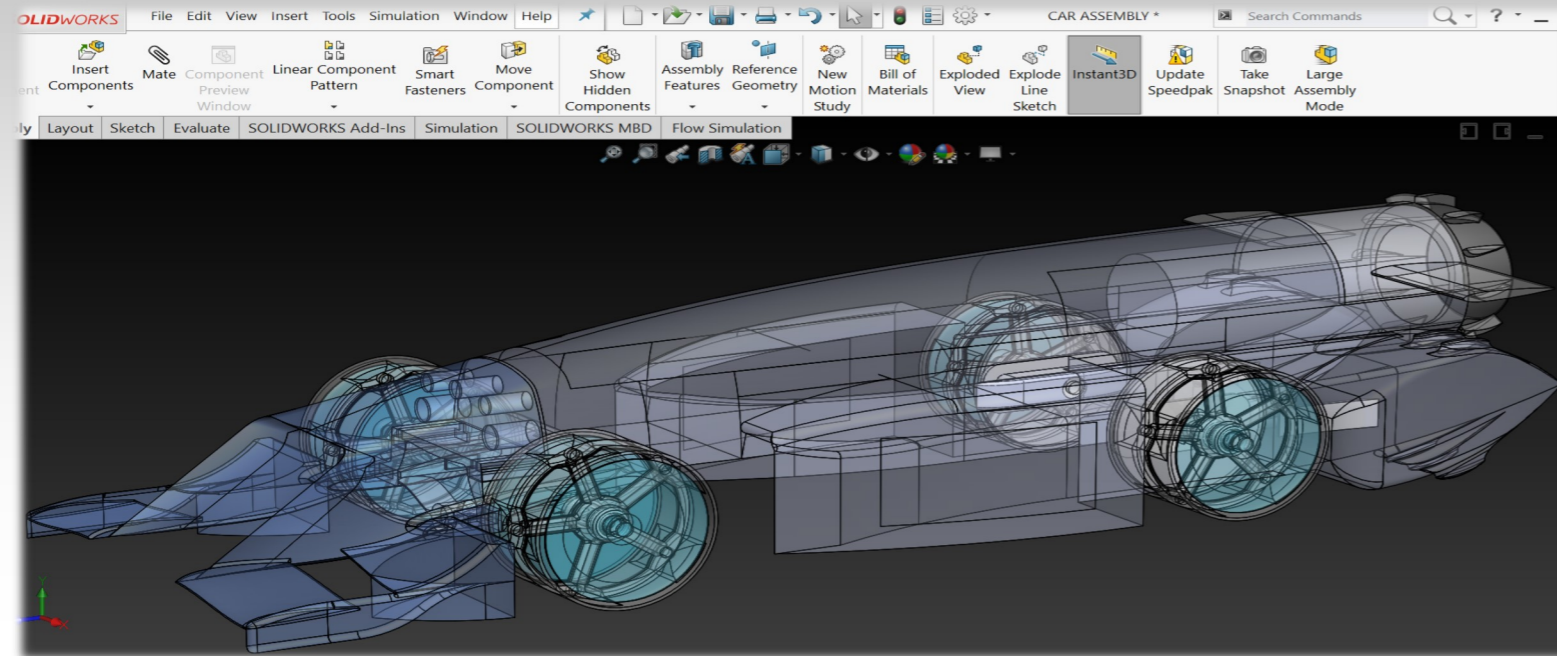 OLIDWORKS File Edit View Insert Tools Simulation Window Help CAR ASSEMBLY * Search Commands ?
ent
Insert
Components
Mate
Component
Preview
Window
Linear Component
Pattern
Smart
Fasteners
Move
Component
Show
Hidden
Components
Assembly
Features
Reference
Geometry
New
Motion
Study
Bill of
Materials
Exploded
View
Explode
Line
Sketch
Instant3D
Update
Speedpak
Take
Snapshot
Large
Assembly
Mode
ly Layout Sketch Evaluate SOLIDWORKS Add-Ins Simulation SOLIDWORKS MBD Flow Simulation
Y
X